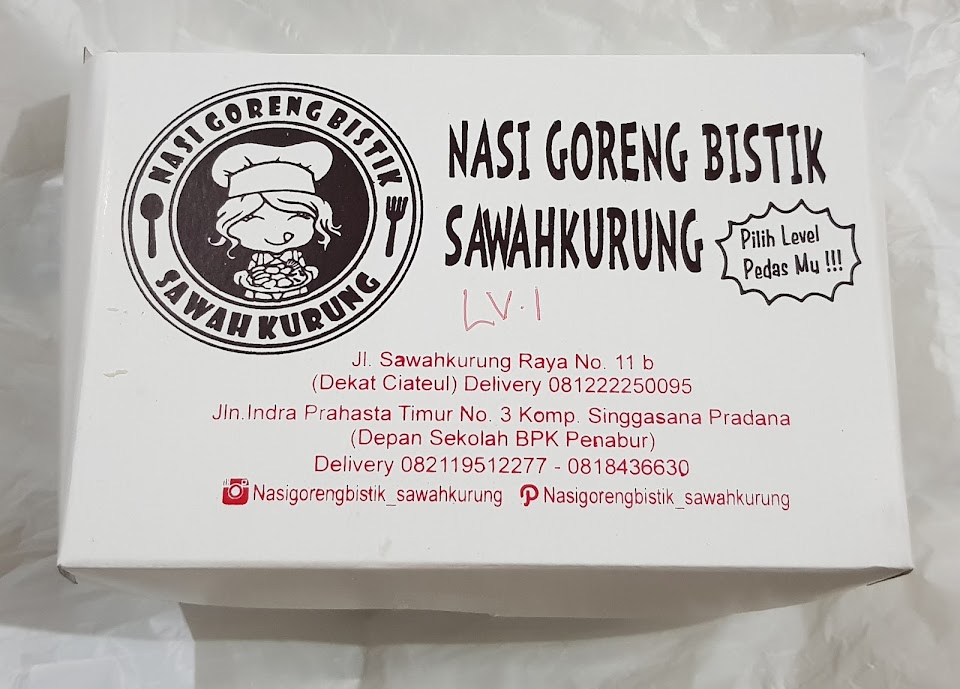 NASI GORENG BISTIK
SAWAH KURUNG
NASI GORENG BISTIK
SAWAHKURUNG
Pilih Level
Pedas Mu !!!
LV.1
Jl. Sawahkurung Raya No. 11 b
(Dekat Ciateul) Delivery 081222250095
Jln.Indra Prahasta Timur No. 3 Komp. Singgasana Pradana
(Depan Sekolah BPK Penabur)
Delivery 082119512277 - 0818436630
Nasigorengbistik_sawahkurung Nasigorengbistik_sawahkurung